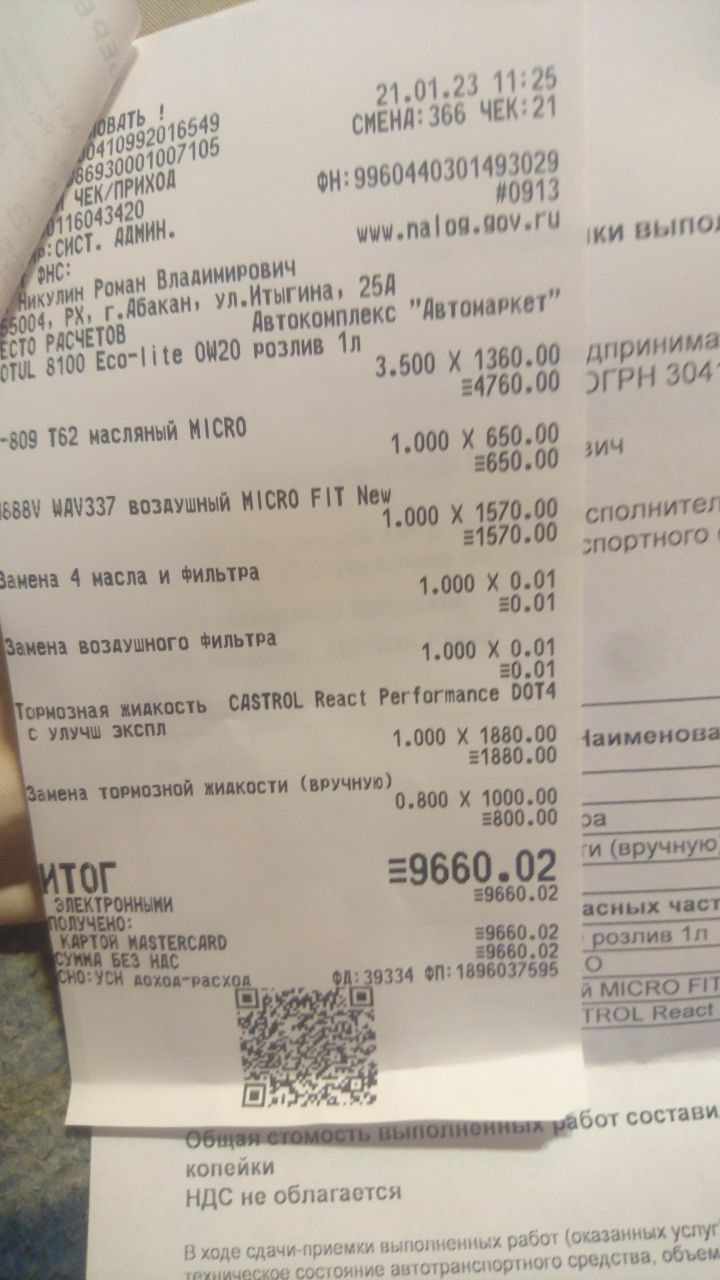 ОВАТЬ !
21.01.23 11:25
00410992016549
СМЕНА:366 ЧЕК:21
86930001007105
ЧЕК/ПРИХОД
ФН:9960440301493029
0116043420
#0913
Р:СИСТ. АДМИН.
www.nalog.gov.ru
ФНС:
Никулин Роман Владимирович
55004, РХ, г.Абакан, ул.Итыгина, 25А
ЕСТО РАСЧЕТОВ Автокомплекс "Автомаркет"
OTUL 8100 Eco-lite 0W20 розлив 1л
3.500 X 1360.00
≡4760.00
-809 T62 масляный MICRO
1.000 X 650.00
≡650.00
1688V WAV337 воздушный MICRO FIT New
1.000 X 1570.00
≡1570.00
Замена 4 масла и фильтра
1.000 X 0.01
≡0.01
Замена воздушного фильтра
1.000 X 0.01
≡0.01
Тормозная жидкость CASTROL React Performance DOT4
с улучш экспл
1.000 X 1880.00
≡1880.00
Замена тормозной жидкости (вручную)
0.800 X 1000.00
≡800.00
ИТОГ ≡9660.02
ЭЛЕКТРОННЫМИ ≡9660.02
ПОЛУЧЕНО:
КАРТОЙ MASTERCARD ≡9660.02
СУММА БЕЗ НДС ≡9660.02
СНО:УСН доход-расход ФД:39334 ФП:1896037595
ки выпол
дпринима
ОГРН 3041
вич
сполнител
спортного
Наименова
ра
ти (вручную)
асных част
розлив 1л
О
й MICRO FIT
TROL React
Общая стомость выполненных работ состави
копейки
НДС не облагается
В ходе сдачи-приемки выполненных работ (оказанных услуг)
техническое состояние автотранспортного средства, объем